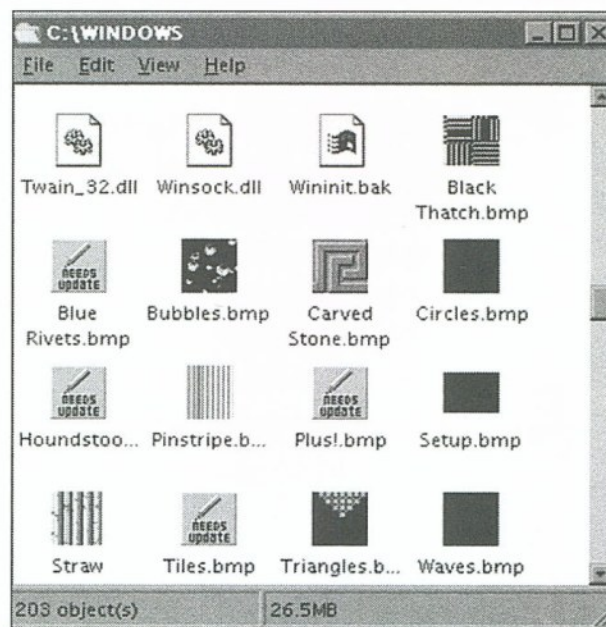 C:\WINDOWS
File Edit View Help
Twain_32.dll Winsock.dll Wininit.bak Black
Thatch.bmp
NEEDS
update
Blue Bubbles.bmp Carved Circles.bmp
Rivets.bmp Stone.bmp
NEEDS NEEDS
update update
Houndstoo... Pinstripe.b... Plus!.bmp Setup.bmp
NEEDS
update
Straw Tiles.bmp Triangles.b... Waves.bmp
203 object(s) 26.5MB